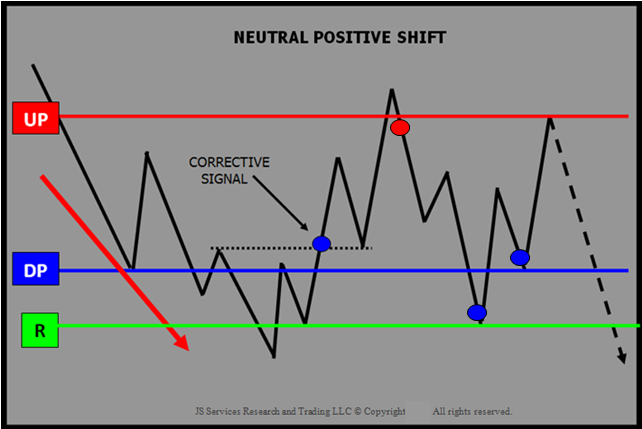 NEUTRAL POSITIVE SHIFT
UP
CORRECTIVE
SIGNAL
DP
R
JS Services Research and Trading LLC © Copyright All rights reserved.